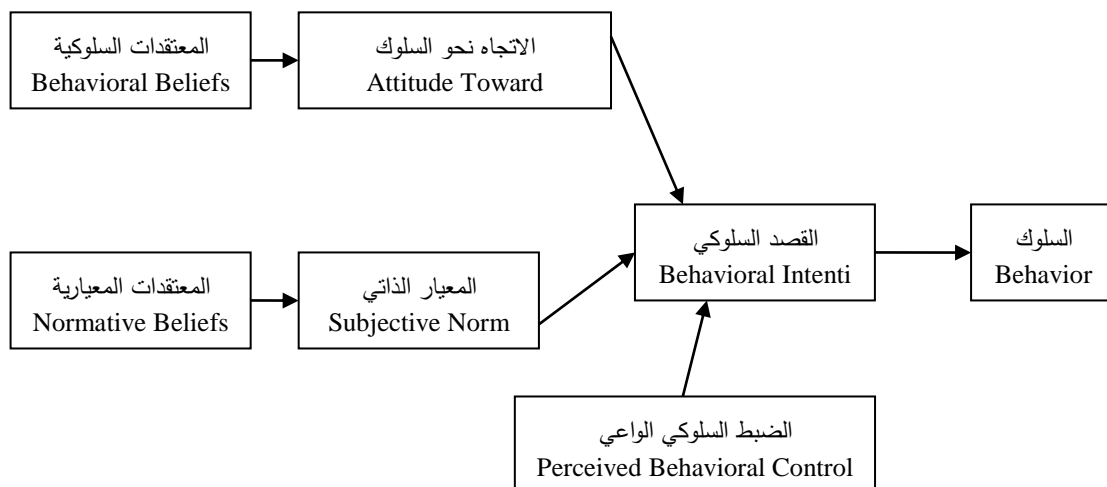 المعتقدات السلوكية
Behavioral Beliefs
الاتجاه نحو السلوك
Attitude Toward
القصد السلوكي
Behavioral Intenti
السلوك
Behavior
المعتقدات المعيارية
Normative Beliefs
المعيار الذاتي
Subjective Norm
الضبط السلوكي الواعي
Perceived Behavioral Control